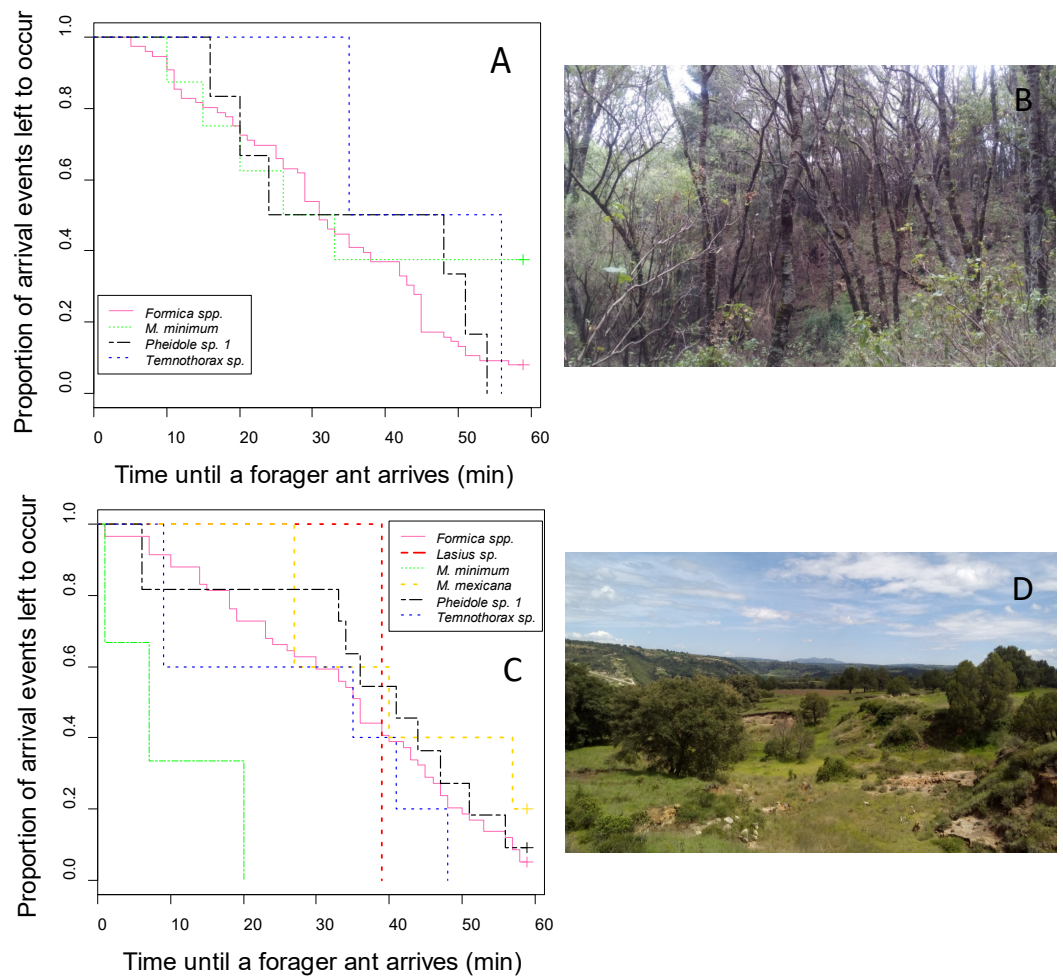 Proportion of arrival events left to occur
1.0
0.8
0.6
0.4
0.2
0.0
A
Formica spp.
M. minimum
Pheidole sp. 1
Temnothorax sp.
0 10 20 30 40 50 60
Time until a forager ant arrives (min)
B
Proportion of arrival events left to occur
1.0
0.8
0.6
0.4
0.2
0.0
Formica spp.
Lasius sp.
M. minimum
M. mexicana
Pheidole sp. 1
Temnothorax sp.
C
0 10 20 30 40 50 60
Time until a forager ant arrives (min)
D